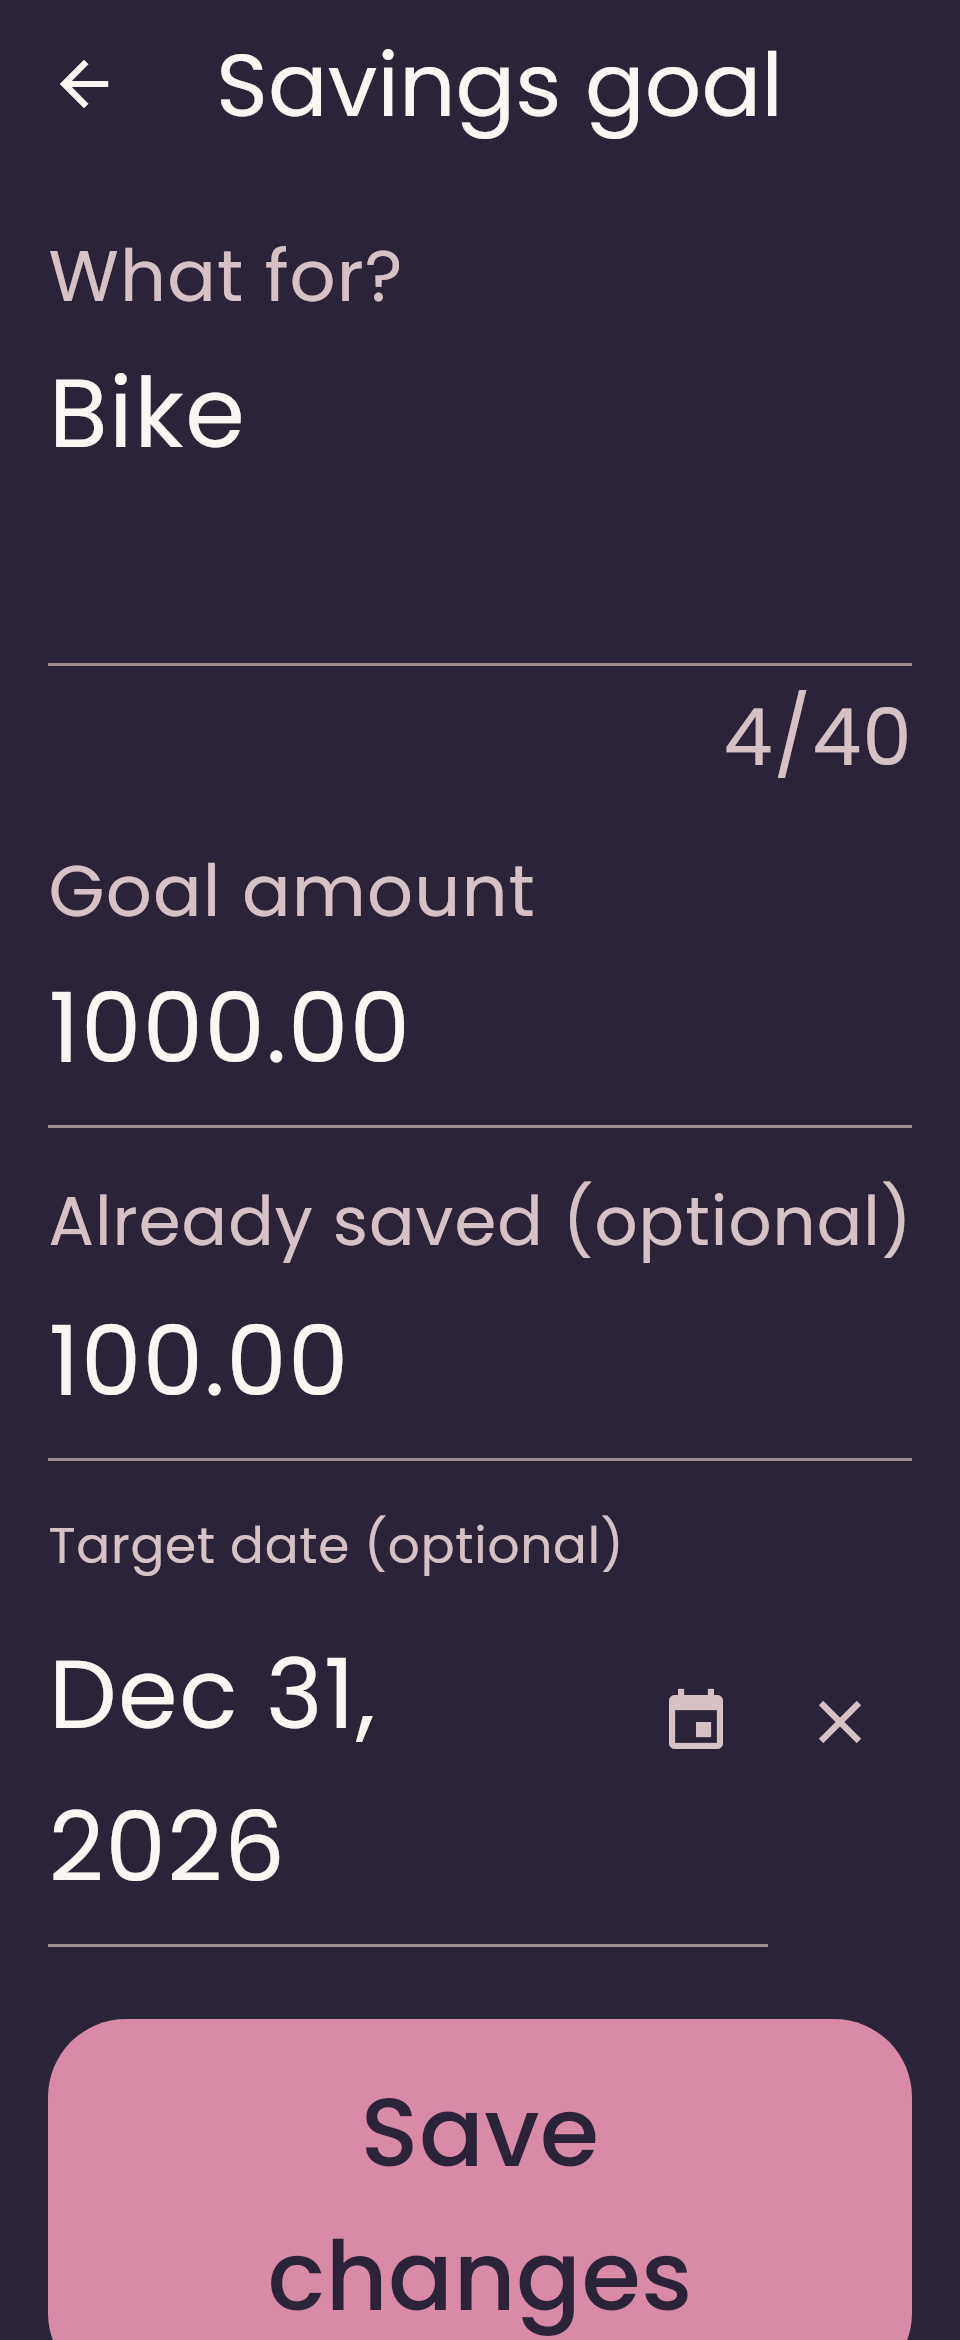 Savings goal
What for?
Bike
4/40
Goal amount
1000.00
Already saved (optional)
100.00
Target date (optional)
Dec 31,
2026
Save
changes